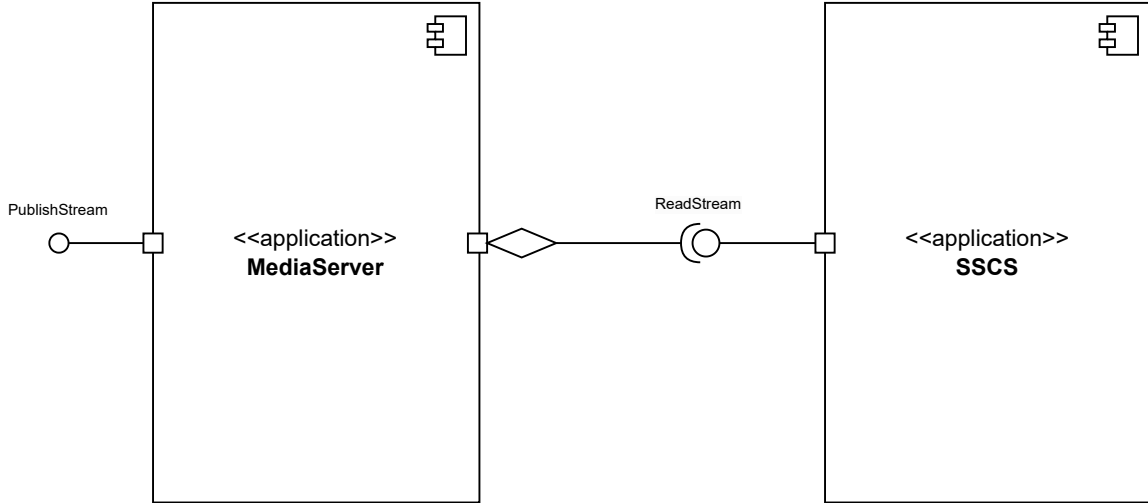 PublishStream
<<application>>
MediaServer
ReadStream
<<application>>
SSCS